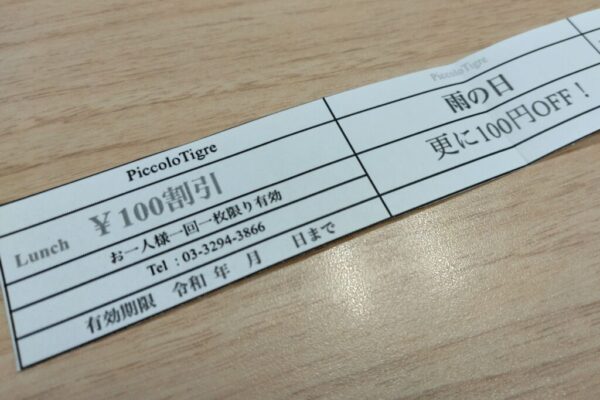 PiccoloTigre
Lunch ￥100割引
お一人様一回一枚限り有効
Tel : 03-3294-3866
有効期限 令和 年 月 日まで
PiccoloTigre
雨の日
更に100円OFF！